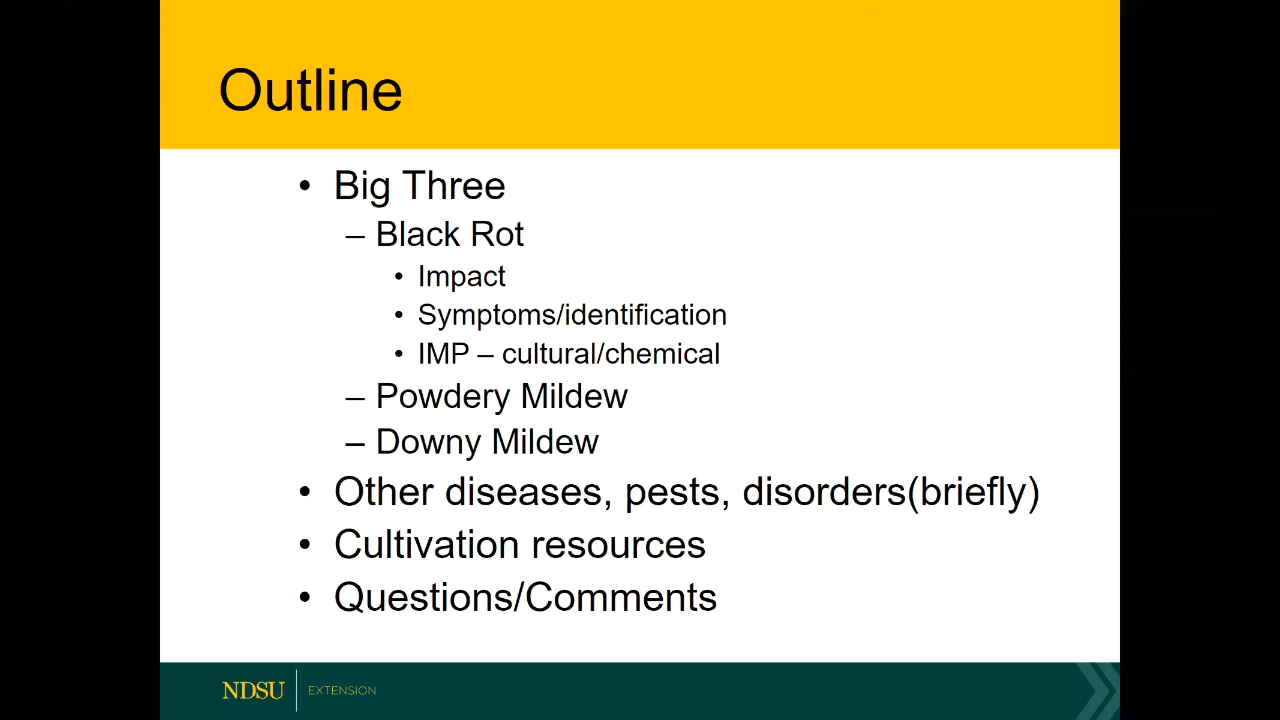 Outline
• Big Three
– Black Rot
• Impact
• Symptoms/identification
• IMP – cultural/chemical
– Powdery Mildew
– Downy Mildew
• Other diseases, pests, disorders(briefly)
• Cultivation resources
• Questions/Comments
NDSU EXTENSION